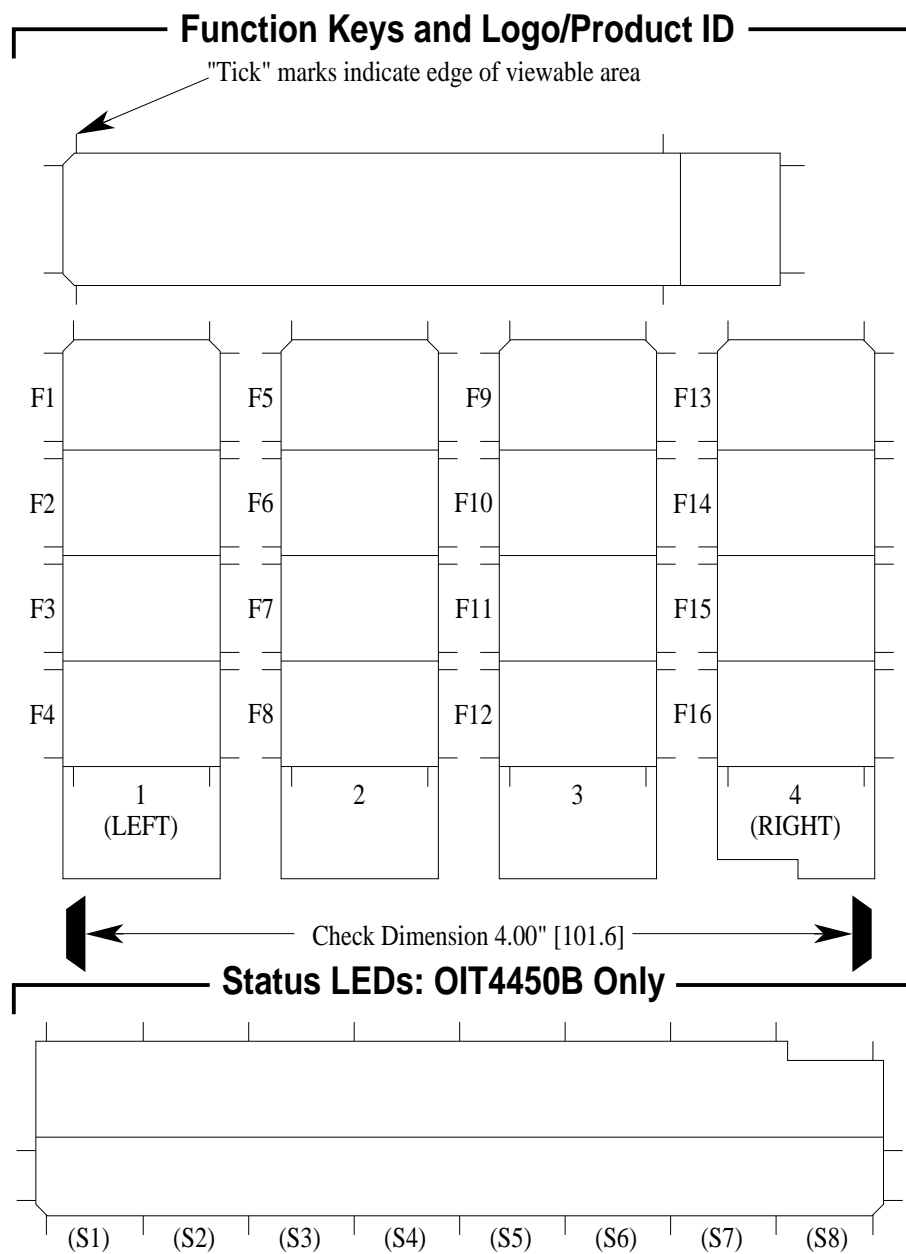 Function Keys and Logo/Product ID
"Tick" marks indicate edge of viewable area
F1 F5 F9 F13
F2 F6 F10 F14
F3 F7 F11 F15
F4 F8 F12 F16
1 2 3 4
(LEFT) (RIGHT)
Check Dimension 4.00" [101.6]
Status LEDs: OIT4450B Only
(S1) (S2) (S3) (S4) (S5) (S6) (S7) (S8)